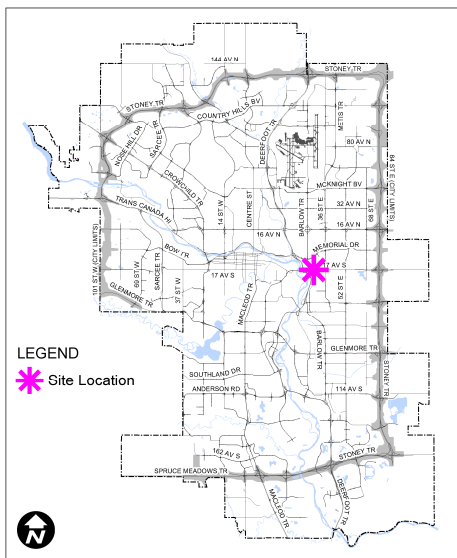 144 AV N
STONEY TR
STONEY TR
COUNTRY HILLS BV
NOSE HILL DR
SARCEE TR
DEERFOOT TR
METIS TR
80 AV N
CROWCHILD TR
MCKNIGHT BV
TRANS CANADA HI
14 ST W
CENTRE ST
BARLOW TR
36 ST E
32 AV N
68 ST E
84 ST E (CITY LIMITS)
16 AV N
16 AV N
MEMORIAL DR
BOW TR
17 AV S
17 AV S
101 ST W (CITY LIMITS)
69 ST W
SARCEE TR
37 ST W
GLENMORE TR
MACLEOD TR
52 ST E
BARLOW TR
GLENMORE TR
LEGEND
Site Location
SOUTHLAND DR
ANDERSON RD
114 AV S
STONEY TR
162 AV S
STONEY TR
SPRUCE MEADOWS TR
MACLEOD TR
DEERFOOT TR
N